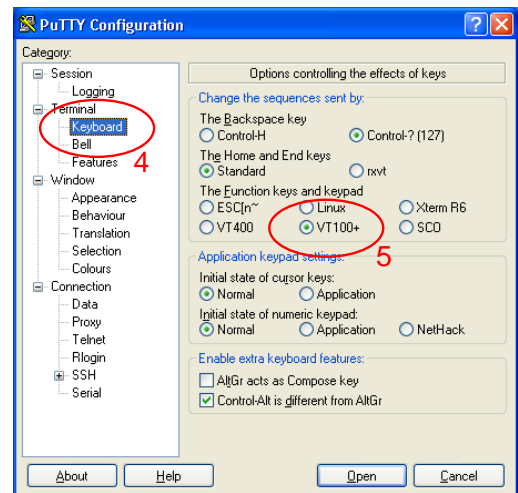 PuTTY Configuration
Category:
Session
Logging
Terminal
Keyboard
Bell
Features
Window
Appearance
Behaviour
Translation
Selection
Colours
Connection
Data
Proxy
Telnet
Rlogin
SSH
Serial
4
Options controlling the effects of keys
Change the sequences sent by:
The Backspace key
Control-H Control-? (127)
The Home and End keys
Standard rxvt
The Function keys and keypad
ESC[n~ Linux Xterm R6
VT400 VT100+ SCO
5
Application keypad settings:
Initial state of cursor keys:
Normal Application
Initial state of numeric keypad:
Normal Application NetHack
Enable extra keyboard features:
AltGr acts as Compose key
Control-Alt is different from AltGr
About Help Open Cancel